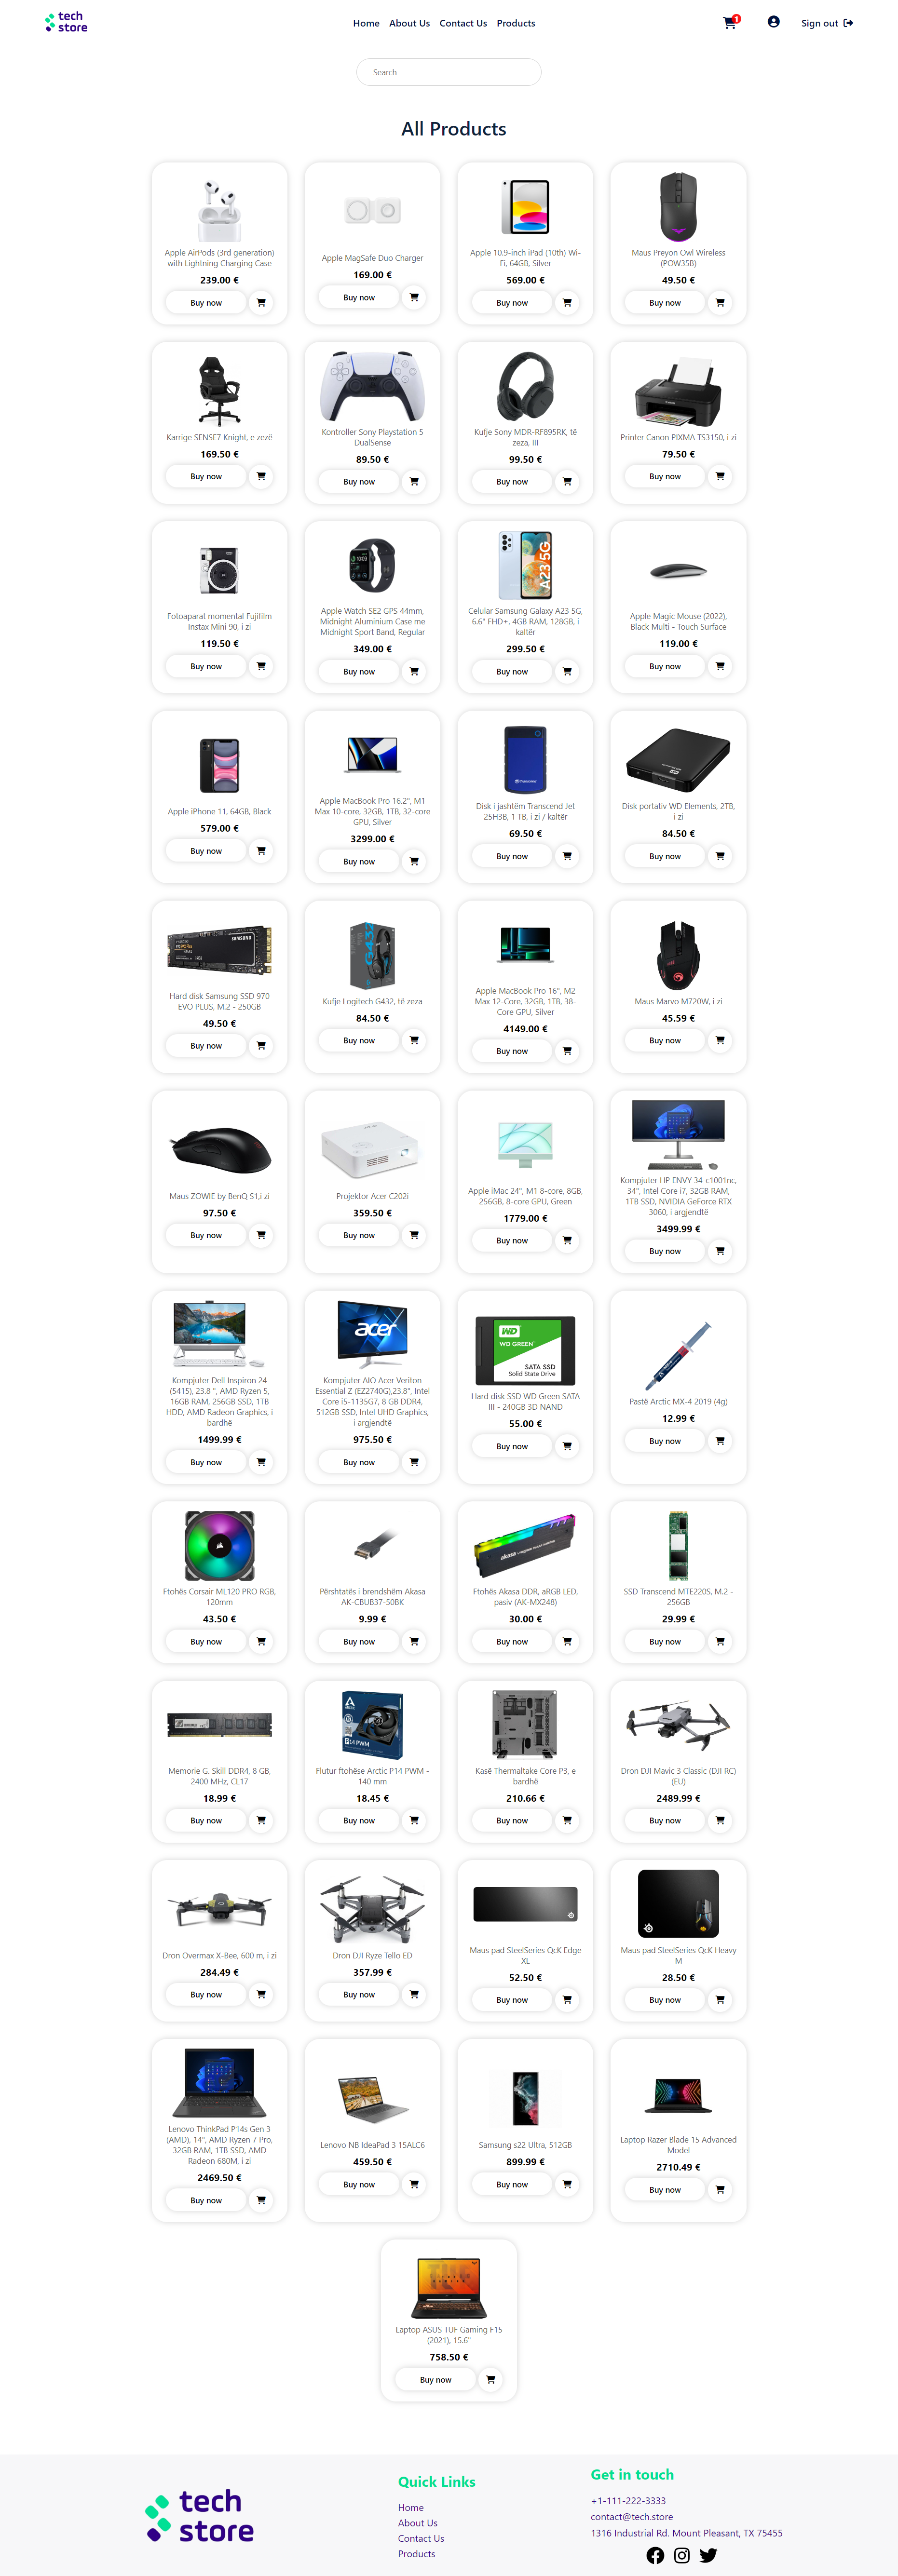 tech
store
Home About Us Contact Us Products
1
Sign out
Search
All Products
Apple AirPods (3rd generation)
with Lightning Charging Case
239.00 €
Buy now
Apple MagSafe Duo Charger
169.00 €
Buy now
Apple 10.9-inch iPad (10th) Wi-
Fi, 64GB, Silver
569.00 €
Buy now
Maus Preyon Owl Wireless
(POW35B)
49.50 €
Buy now
Karrige SENSE7 Knight, e zezë
169.50 €
Buy now
Kontroller Sony Playstation 5
DualSense
89.50 €
Buy now
Kufje Sony MDR-RF895RK, të
zeza, III
99.50 €
Buy now
Printer Canon PIXMA TS3150, i zi
79.50 €
Buy now
Fotoaparat momental Fujifilm
Instax Mini 90, i zi
119.50 €
Buy now
Apple Watch SE2 GPS 44mm,
Midnight Aluminium Case me
Midnight Sport Band, Regular
349.00 €
Buy now
A23 5G
Celular Samsung Galaxy A23 5G,
6.6" FHD+, 4GB RAM, 128GB, i
kaltër
299.50 €
Buy now
Apple Magic Mouse (2022),
Black Multi - Touch Surface
119.00 €
Buy now
Apple iPhone 11, 64GB, Black
579.00 €
Buy now
Apple MacBook Pro 16.2", M1
Max 10-core, 32GB, 1TB, 32-core
GPU, Silver
3299.00 €
Buy now
Transcend
Disk i jashtëm Transcend Jet
25H3B, 1 TB, i zi / kaltër
69.50 €
Buy now
Disk portativ WD Elements, 2TB,
i zi
84.50 €
Buy now
SAMSUNG
Hard disk Samsung SSD 970
EVO PLUS, M.2 - 250GB
49.50 €
Buy now
G432
Kufje Logitech G432, të zeza
84.50 €
Buy now
Apple MacBook Pro 16", M2
Max 12-Core, 32GB, 1TB, 38-
Core GPU, Silver
4149.00 €
Buy now
Maus Marvo M720W, i zi
45.59 €
Buy now
Maus ZOWIE by BenQ S1,i zi
97.50 €
Buy now
Projektor Acer C202i
359.50 €
Buy now
Apple iMac 24", M1 8-core, 8GB,
256GB, 8-core GPU, Green
1779.00 €
Buy now
Kompjuter HP ENVY 34-c1001nc,
34", Intel Core i7, 32GB RAM,
1TB SSD, NVIDIA GeForce RTX
3060, i argjendtë
3499.99 €
Buy now
Kompjuter Dell Inspiron 24
(5415), 23.8 ", AMD Ryzen 5,
16GB RAM, 256GB SSD, 1TB
HDD, AMD Radeon Graphics, i
bardhë
1499.99 €
Buy now
acer
Kompjuter AIO Acer Veriton
Essential Z (EZ2740G),23.8", Intel
Core i5-1135G7, 8 GB DDR4,
512GB SSD, Intel UHD Graphics,
i argjendtë
975.50 €
Buy now
WD
WD GREEN
SATA SSD
Solid State Drive
Hard disk SSD WD Green SATA
III - 240GB 3D NAND
55.00 €
Buy now
Pastë Arctic MX-4 2019 (4g)
12.99 €
Buy now
Ftohës Corsair ML120 PRO RGB,
120mm
43.50 €
Buy now
Përshtatës i brendshëm Akasa
AK-CBUB37-50BK
9.99 €
Buy now
akasa
Ftohës Akasa DDR, aRGB LED,
pasiv (AK-MX248)
30.00 €
Buy now
SSD Transcend MTE220S, M.2 -
256GB
29.99 €
Buy now
Memorie G. Skill DDR4, 8 GB,
2400 MHz, CL17
18.99 €
Buy now
P14 PWM
Flutur ftohëse Arctic P14 PWM -
140 mm
18.45 €
Buy now
Kasë Thermaltake Core P3, e
bardhë
210.66 €
Buy now
Dron DJI Mavic 3 Classic (DJI RC)
(EU)
2489.99 €
Buy now
Dron Overmax X-Bee, 600 m, i zi
284.49 €
Buy now
Dron DJI Ryze Tello ED
357.99 €
Buy now
Maus pad SteelSeries QcK Edge
XL
52.50 €
Buy now
Maus pad SteelSeries QcK Heavy
M
28.50 €
Buy now
Lenovo ThinkPad P14s Gen 3
(AMD), 14", AMD Ryzen 7 Pro,
32GB RAM, 1TB SSD, AMD
Radeon 680M, i zi
2469.50 €
Buy now
Lenovo NB IdeaPad 3 15ALC6
459.50 €
Buy now
Samsung s22 Ultra, 512GB
899.99 €
Buy now
Laptop Razer Blade 15 Advanced
Model
2710.49 €
Buy now
Laptop ASUS TUF Gaming F15
(2021), 15.6"
758.50 €
Buy now
tech
store
Quick Links
Home
About Us
Contact Us
Products
Get in touch
+1-111-222-3333
contact@tech.store
1316 Industrial Rd. Mount Pleasant, TX 75455